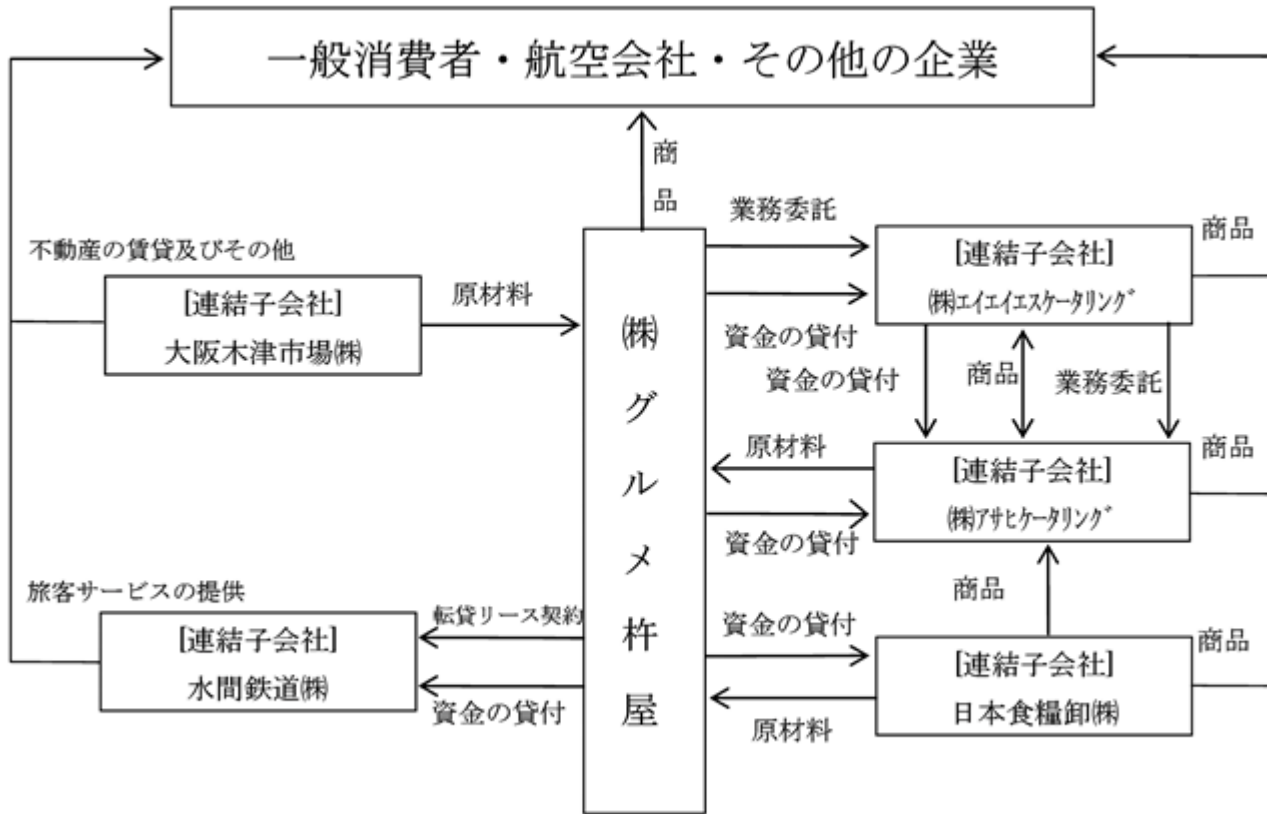 一般消費者・航空会社・その他の企業
商品
不動産の賃貸及びその他
[連結子会社]
大阪木津市場㈱
原材料
旅客サービスの提供
[連結子会社]
水間鉄道㈱
転貸リース契約
資金の貸付
㈱グルメ杵屋
業務委託
資金の貸付
[連結子会社]
㈱エイエイエスケータリング
商品
資金の貸付
商品
業務委託
原材料
資金の貸付
[連結子会社]
㈱アサヒケータリング
商品
商品
資金の貸付
原材料
[連結子会社]
日本食糧卸㈱
商品